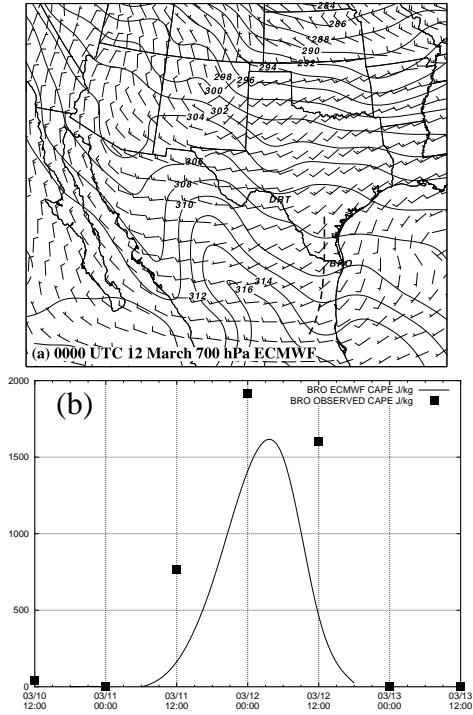 284
286
288
290
292
294
298 296
300
302
304
306
308
310
DRT
BRO
314
316
312
(a) 0000 UTC 12 March 700 hPa ECMWF
(b)
BRO ECMWF CAPE J/kg
BRO OBSERVED CAPE J/kg
2000
1500
1000
500
0
03/10 03/11 03/11 03/12 03/12 03/13 03/13
12:00 00:00 12:00 00:00 12:00 00:00 12:00